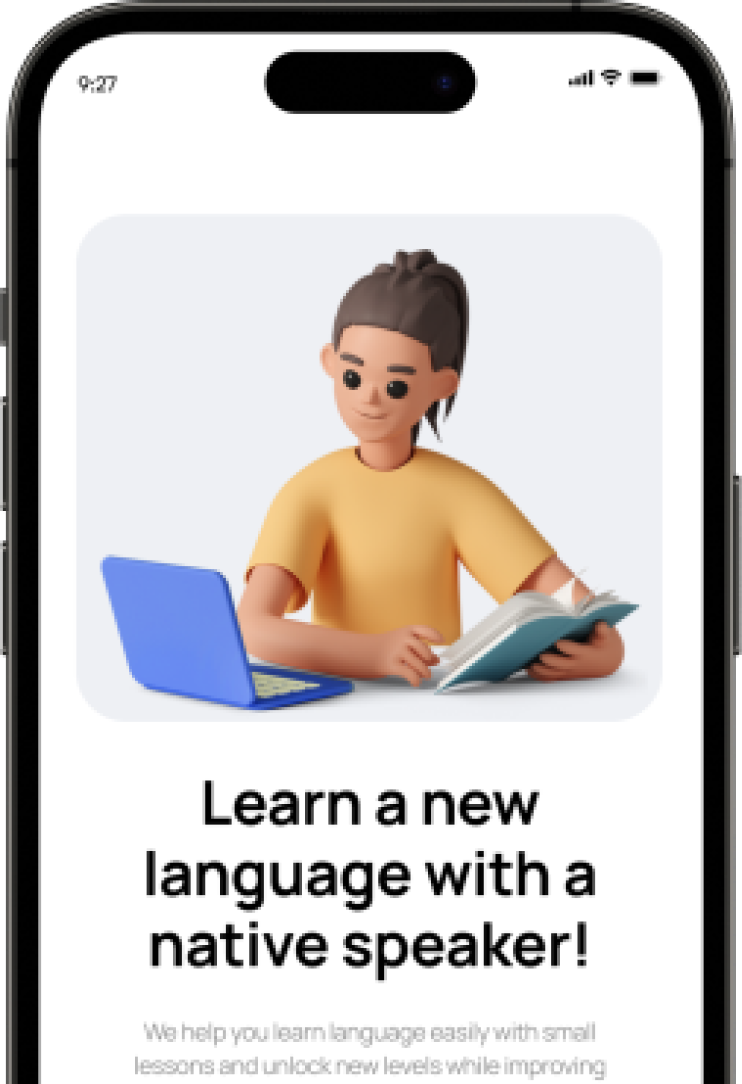 9:27
Learn a new
language with a
native speaker!
We help you learn language easily with small
lessons and unlock new levels while improving